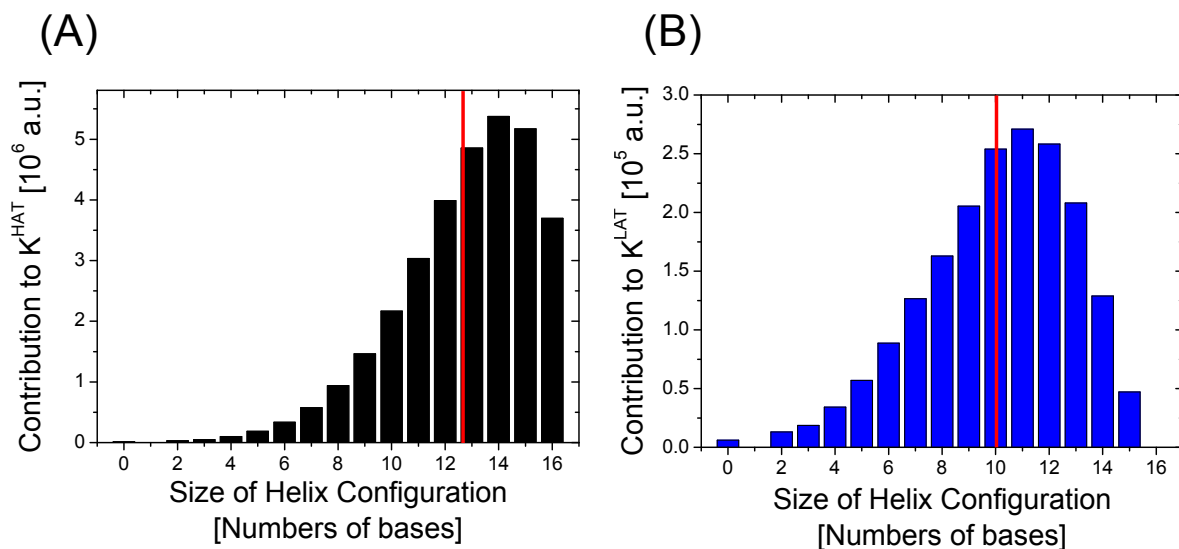 (A)
Contribution to K^HAT [10^6 a.u.]
5
4
3
2
1
0
0 2 4 6 8 10 12 14 16
Size of Helix Configuration
[Numbers of bases]
(B)
Contribution to K^LAT [10^5 a.u.]
3.0
2.5
2.0
1.5
1.0
0.5
0.0
0 2 4 6 8 10 12 14 16
Size of Helix Configuration
[Numbers of bases]